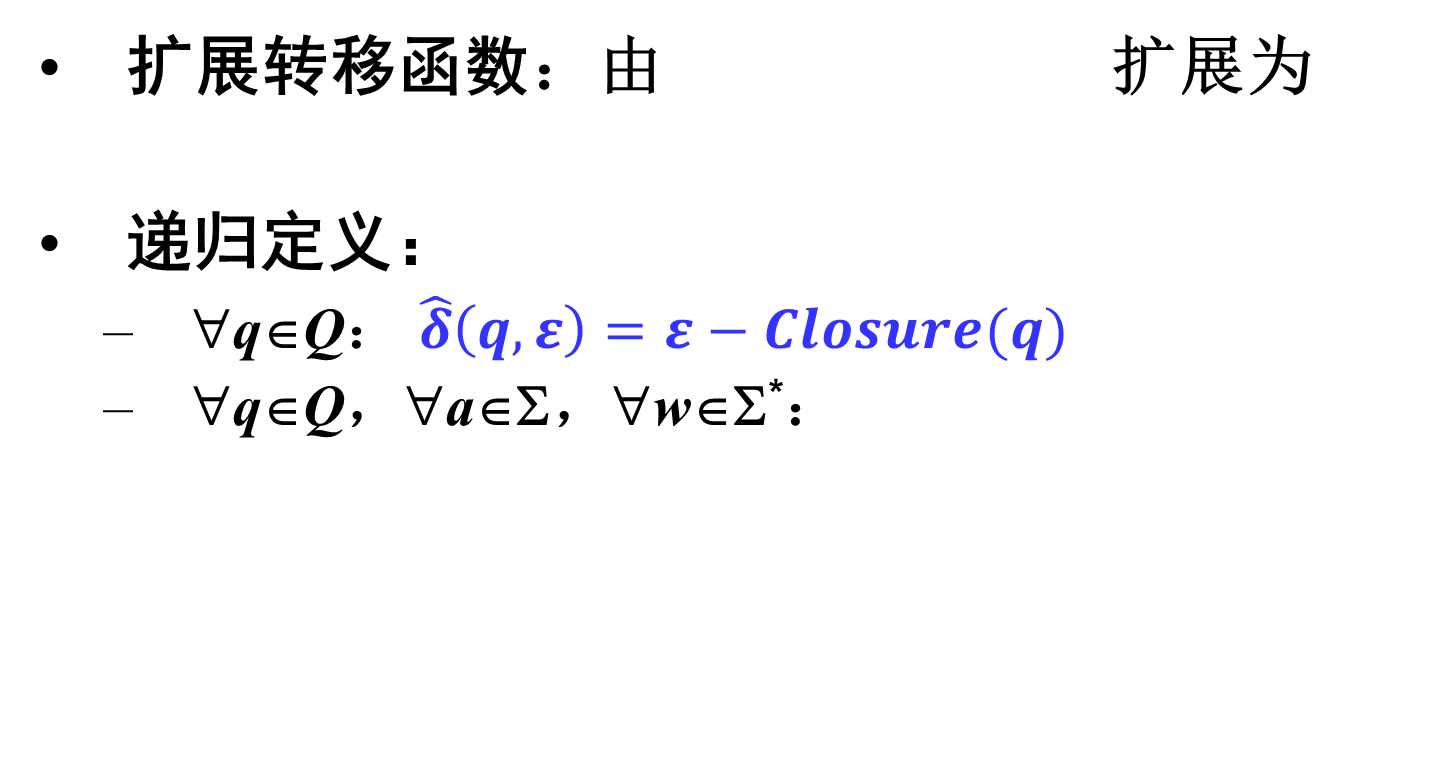 • 扩展转移函数：由 扩展为
• 递归定义：
– ∀q∈Q： δ̂(q, ε) = ε − Closure(q)
– ∀q∈Q，∀a∈Σ，∀w∈Σ*：